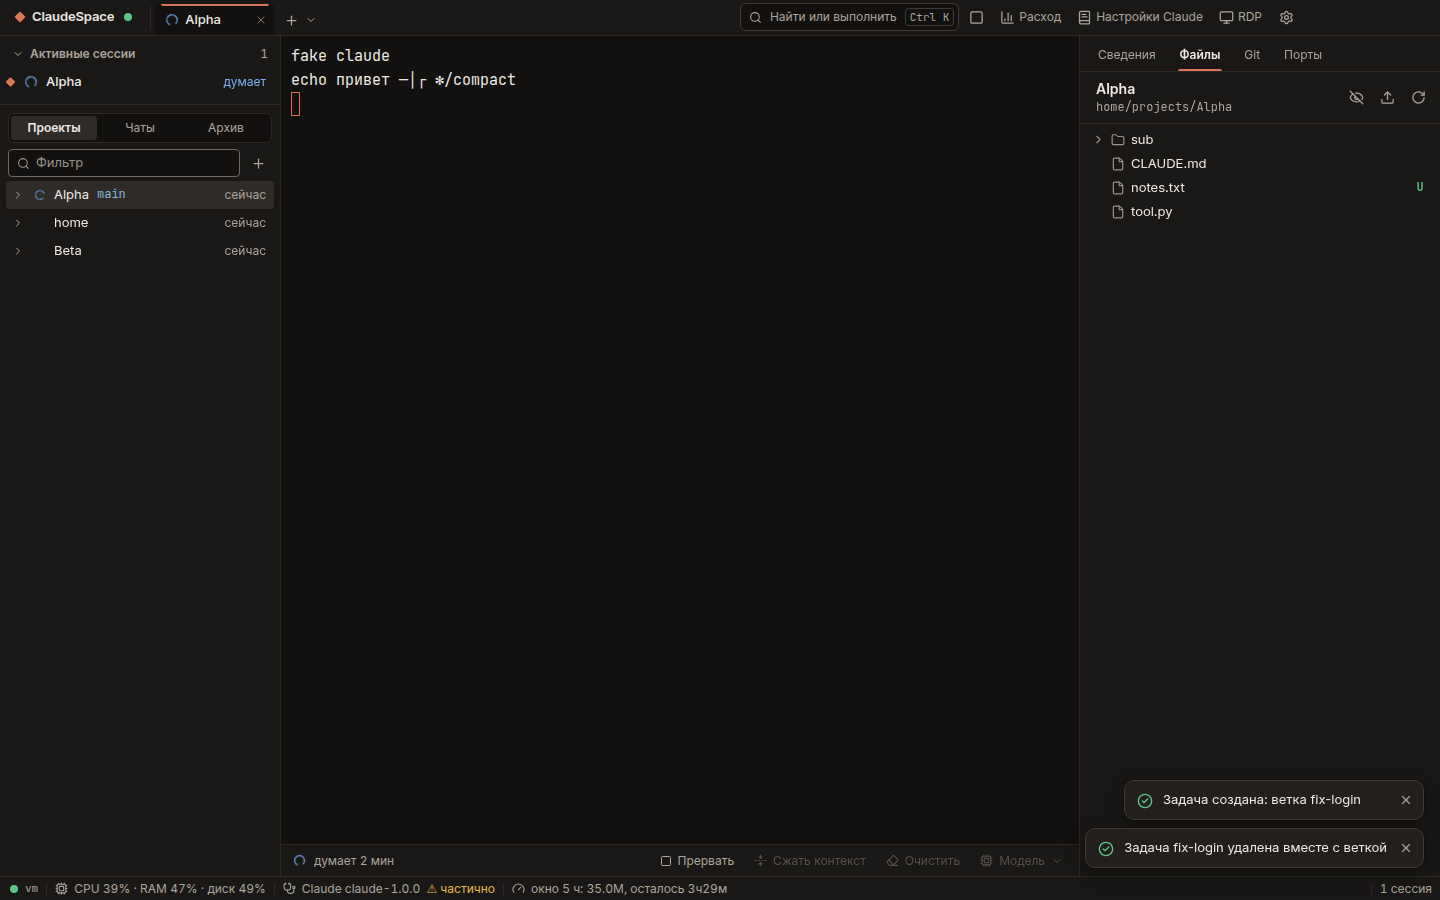 ClaudeSpace
Alpha
Найти или выполнить Ctrl K
Расход
Настройки Claude
RDP
Активные сессии 1
Alpha думает
Проекты Чаты Архив
Фильтр
Alpha main сейчас
home сейчас
Beta сейчас
fake claude
echo привет —│┌ ✻/compact
Сведения Файлы Git Порты
Alpha
home/projects/Alpha
sub
CLAUDE.md
notes.txt U
tool.py
Задача создана: ветка fix-login
Задача fix-login удалена вместе с веткой
думает 2 мин
Прервать
Сжать контекст
Очистить
Модель
vm
CPU 39% · RAM 47% · диск 49%
Claude claude-1.0.0 ⚠ частично
окно 5 ч: 35.0M, осталось 3ч29м
1 сессия